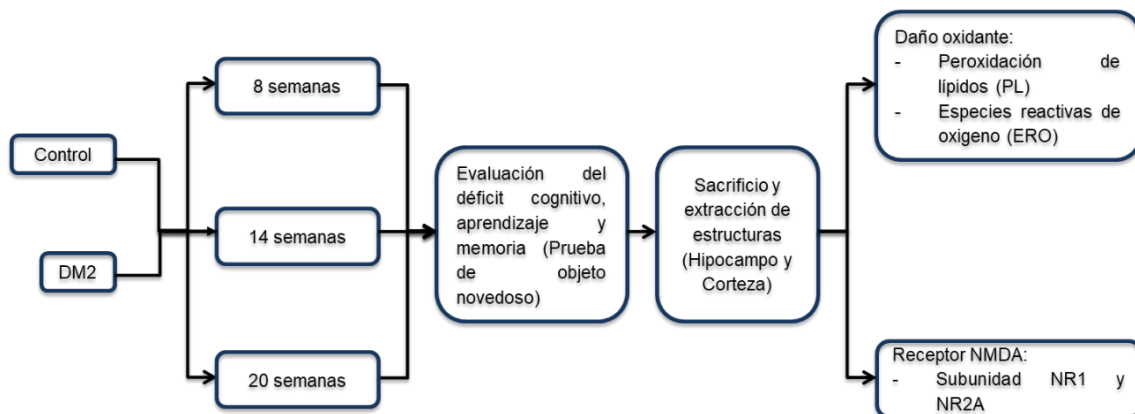 Control
DM2
8 semanas
14 semanas
20 semanas
Evaluación del
déficit cognitivo,
aprendizaje y
memoria (Prueba
de objeto
novedoso)
Sacrificio y
extracción de
estructuras
(Hipocampo y
Corteza)
Daño oxidante:
- Peroxidación de
lípidos (PL)
- Especies reactivas de
oxigeno (ERO)
Receptor NMDA:
- Subunidad NR1 y
NR2A